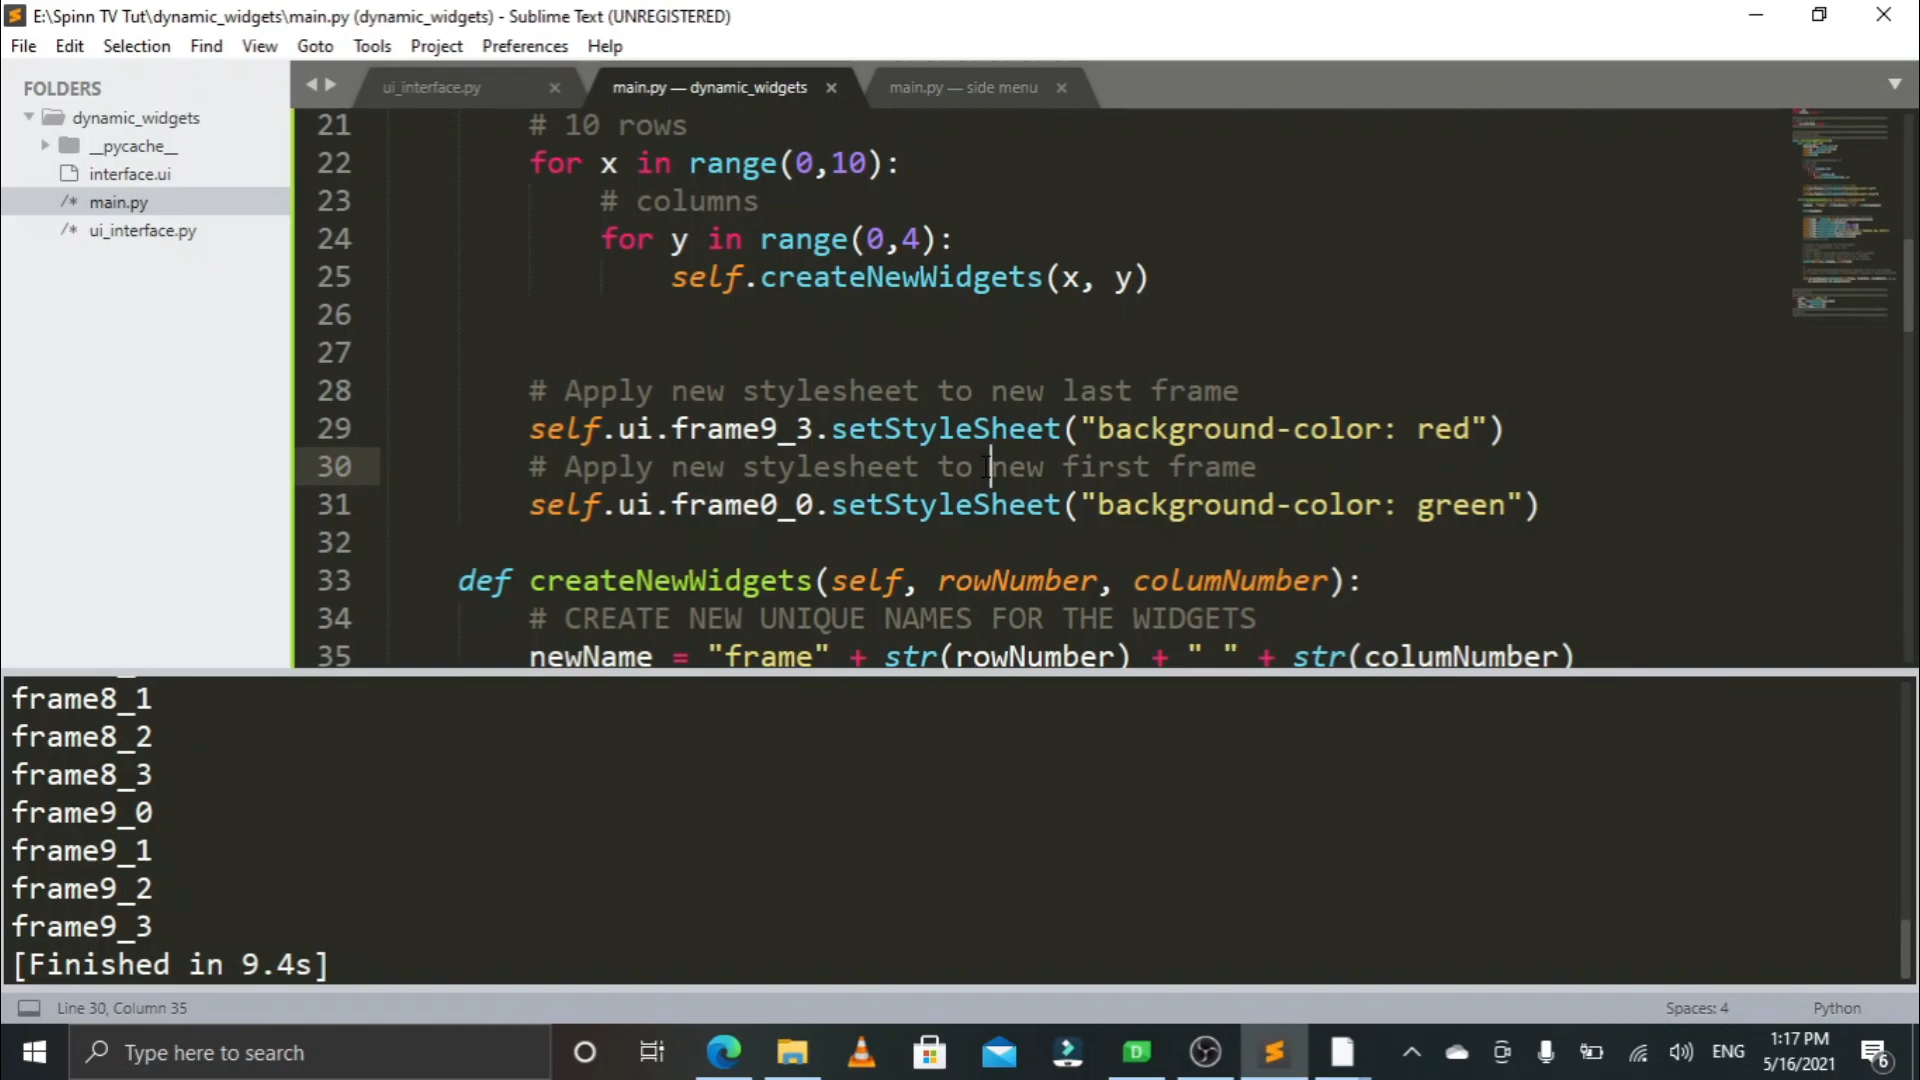 E:\Spinn TV Tut\dynamic_widgets\main.py (dynamic_widgets) - Sublime Text (UNREGISTERED)
File Edit Selection Find View Goto Tools Project Preferences Help
FOLDERS
dynamic_widgets
__pycache__
interface.ui
/* main.py
/* ui_interface.py
ui_interface.py × main.py — dynamic_widgets × main.py — side menu ×
21 # 10 rows
22 for x in range(0,10):
23 # columns
24 for y in range(0,4):
25 self.createNewWidgets(x, y)
26
27
28 # Apply new stylesheet to new last frame
29 self.ui.frame9_3.setStyleSheet("background-color: red")
30 # Apply new stylesheet to new first frame
31 self.ui.frame0_0.setStyleSheet("background-color: green")
32
33 def createNewWidgets(self, rowNumber, columNumber):
34 # CREATE NEW UNIQUE NAMES FOR THE WIDGETS
35 newName = "frame" + str(rowNumber) + " " + str(columNumber)
frame8_1
frame8_2
frame8_3
frame9_0
frame9_1
frame9_2
frame9_3
[Finished in 9.4s]
Line 30, Column 35 Spaces: 4 Python
Type here to search
D
ENG
1:17 PM
5/16/2021
6